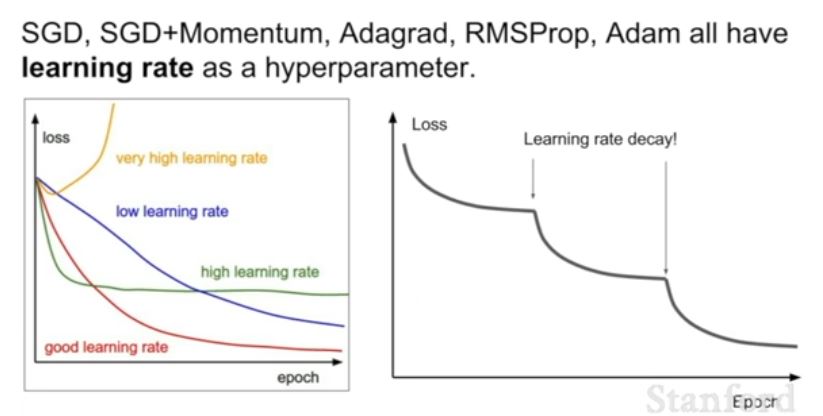 SGD, SGD+Momentum, Adagrad, RMSProp, Adam all have
learning rate as a hyperparameter.
loss
very high learning rate
low learning rate
high learning rate
good learning rate
epoch
Loss
Learning rate decay!
Stanford
Epoch